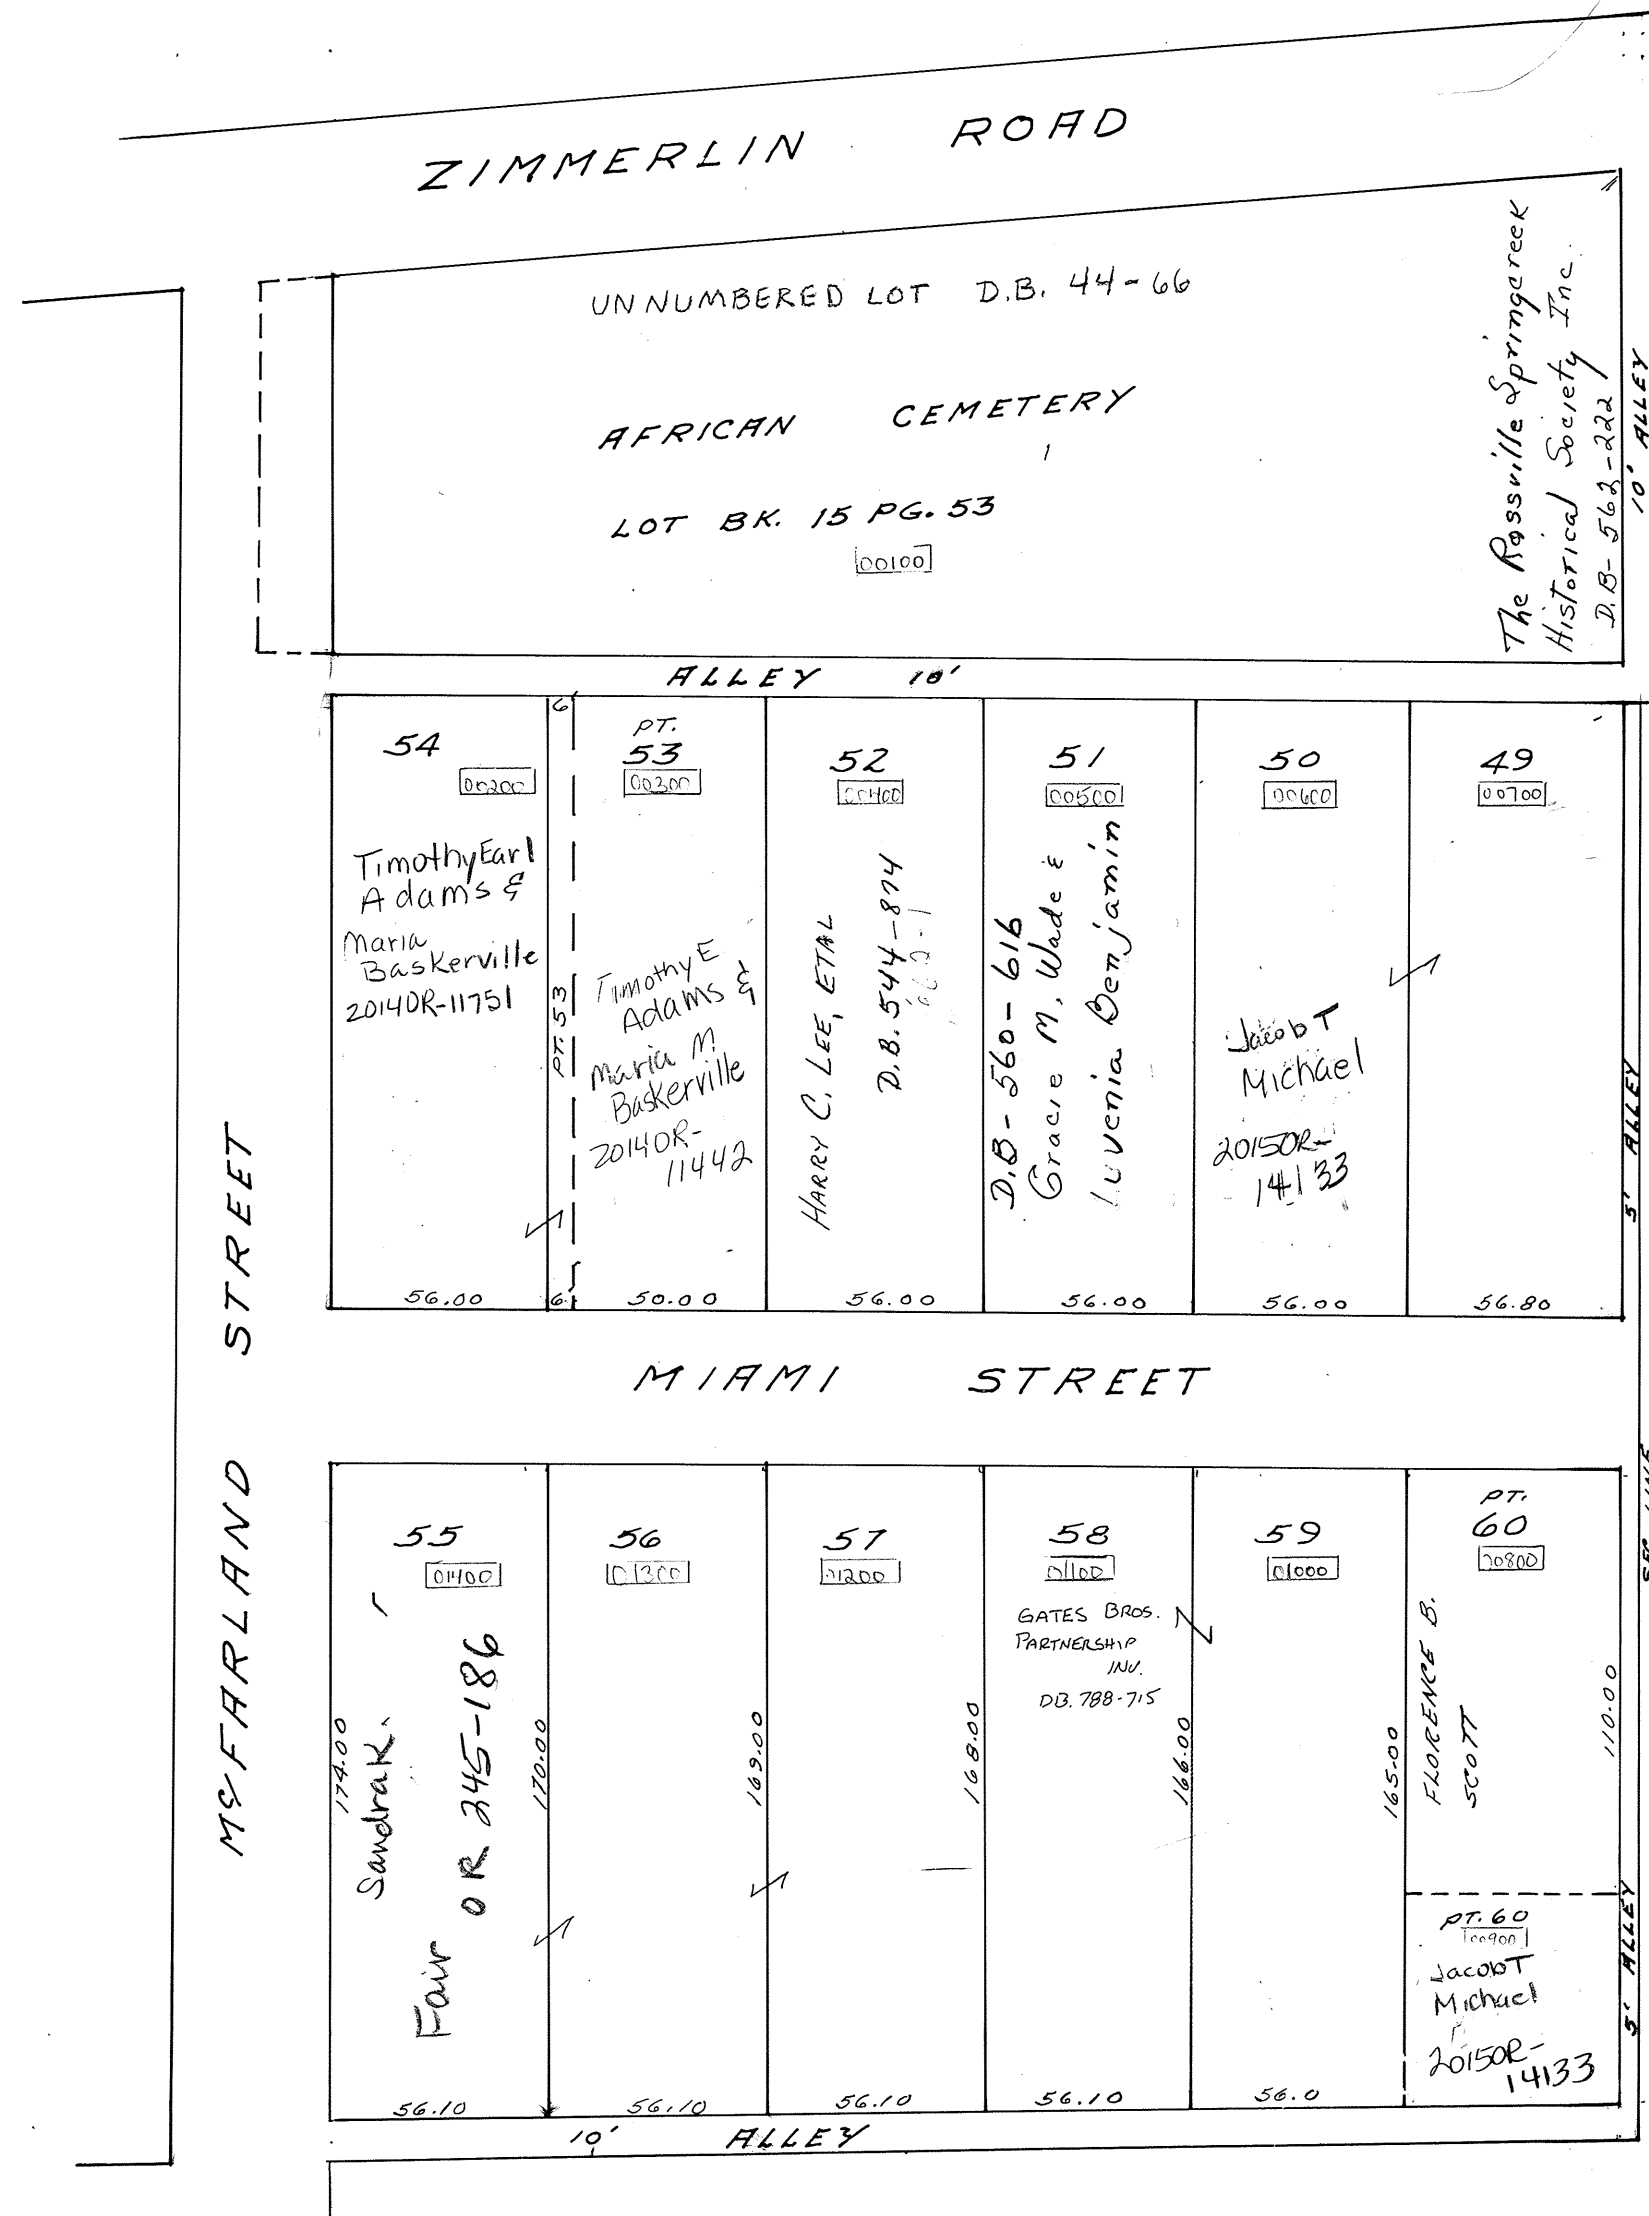 ZIMMERLIN ROAD
UNNUMBERED LOT D.B. 44-66
AFRICAN CEMETERY
LOT BK. 15 PG. 53
00100
The Rossville Springcreek
Historical Society Inc.
D.B- 562-222
10' ALLEY
ALLEY 10'
54
00200
Timothy Earl
Adams &
Maria
Baskerville
2014OR-11751
56.00
6
PT. 53
6
PT.
53
00300
Timothy E
Adams &
Maria M
Baskerville
2014OR-
11442
50.00
52
00400
HARRY C. LEE, ETAL
D.B. 544-874
56.00
51
00500
D.B-560-616
Gracie M. Wade &
Luvenia Benjamin
56.00
50
00600
Jacob T
Michael
2015OR-
14133
56.00
49
00700
56.80
5' ALLEY
MIAMI STREET
MCFARLAND STREET
55
01400
Sandra K.
Fair
OR 245-186
174.00
56.10
56
01300
170.00
56.10
57
01200
169.00
56.10
58
01100
GATES BROS.
PARTNERSHIP
INV.
DB. 788-715
168.00
56.10
59
01000
166.00
56.0
PT.
60
00800
FLORENCE B.
SCOTT
165.00
110.00
PT. 60
00900
Jacob T
Michael
2015OR-
14133
5' ALLEY
10' ALLEY